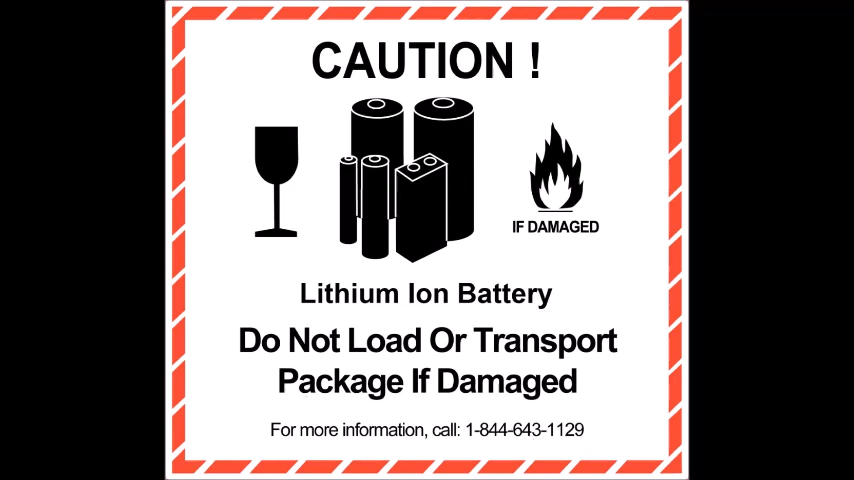 CAUTION !
IF DAMAGED
Lithium Ion Battery
Do Not Load Or Transport
Package If Damaged
For more information, call: 1-844-643-1129